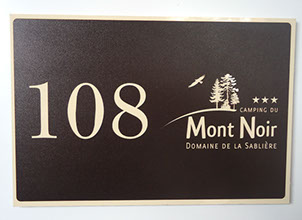 108
★★★
CAMPING DU
Mont Noir
DOMAINE DE LA SABLIÈRE